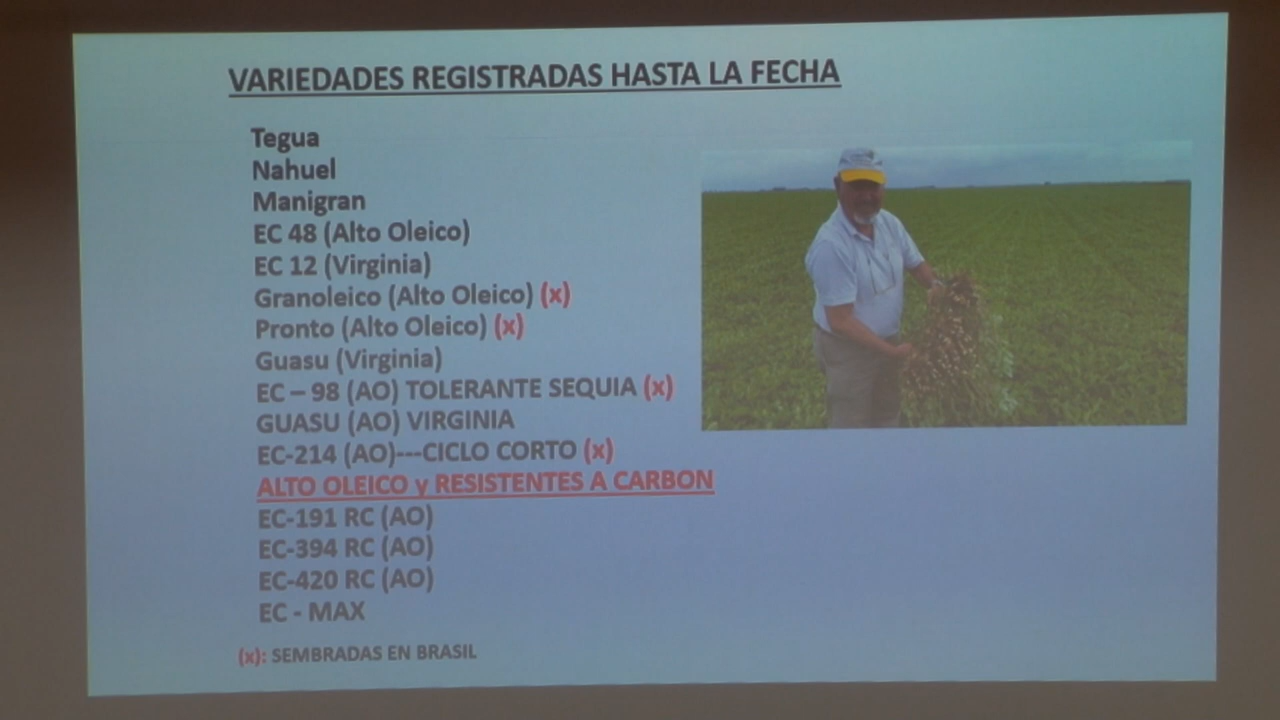 VARIEDADES REGISTRADAS HASTA LA FECHA
Tegua
Nahuel
Manigran
EC 48 (Alto Oleico)
EC 12 (Virginia)
Granoleico (Alto Oleico) (x)
Pronto (Alto Oleico) (x)
Guasu (Virginia)
EC – 98 (AO) TOLERANTE SEQUIA (x)
GUASU (AO) VIRGINIA
EC-214 (AO)---CICLO CORTO (x)
ALTO OLEICO y RESISTENTES A CARBON
EC-191 RC (AO)
EC-394 RC (AO)
EC-420 RC (AO)
EC - MAX
(x): SEMBRADAS EN BRASIL